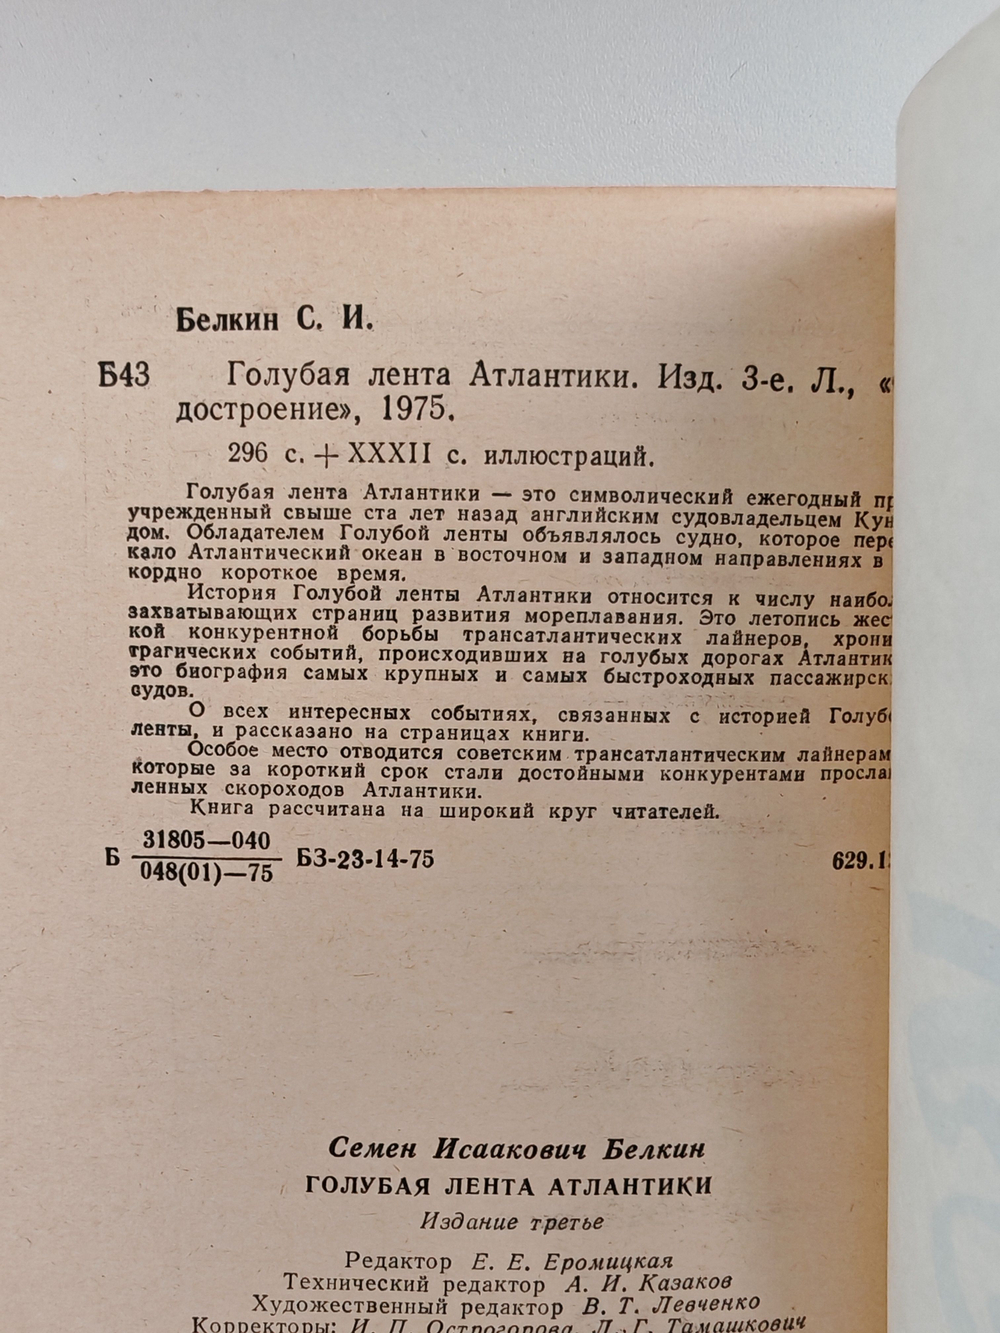 Белкин С. И.
Б43 Голубая лента Атлантики. Изд. 3-е. Л., «
достроение», 1975.
296 с. + XXXII с. иллюстраций.
Голубая лента Атлантики — это символический ежегодный пр
учрежденный свыше ста лет назад английским судовладельцем Кун
дом. Обладателем Голубой ленты объявлялось судно, которое пере
кало Атлантический океан в восточном и западном направлениях в
кордно короткое время.
История Голубой ленты Атлантики относится к числу наибол
захватывающих страниц развития мореплавания. Это летопись жес
кой конкурентной борьбы трансатлантических лайнеров, хрони
трагических событий, происходивших на голубых дорогах Атлантик
это биография самых крупных и самых быстроходных пассажирск
судов.
О всех интересных событиях, связанных с историей Голуб
ленты, и рассказано на страницах книги.
Особое место отводится советским трансатлантическим лайнерам
которые за короткий срок стали достойными конкурентами просла
ленных скороходов Атлантики.
Книга рассчитана на широкий круг читателей.
31805—040
Б БЗ-23-14-75 629.1
048(01)—75
Семен Исаакович Белкин
ГОЛУБАЯ ЛЕНТА АТЛАНТИКИ
Издание третье
Редактор Е. Е. Еромицкая
Технический редактор А. И. Казаков
Художественный редактор В. Т. Левченко
Корректоры: И. П. Острогорова, Л. Г. Тамашкович